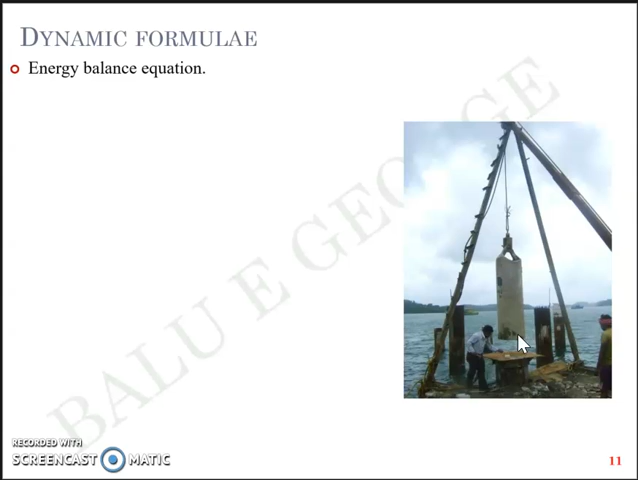 DYNAMIC FORMULAE
Energy balance equation.
BALU E GEORGE
RECORDED WITH
SCREENCAST MATIC
11